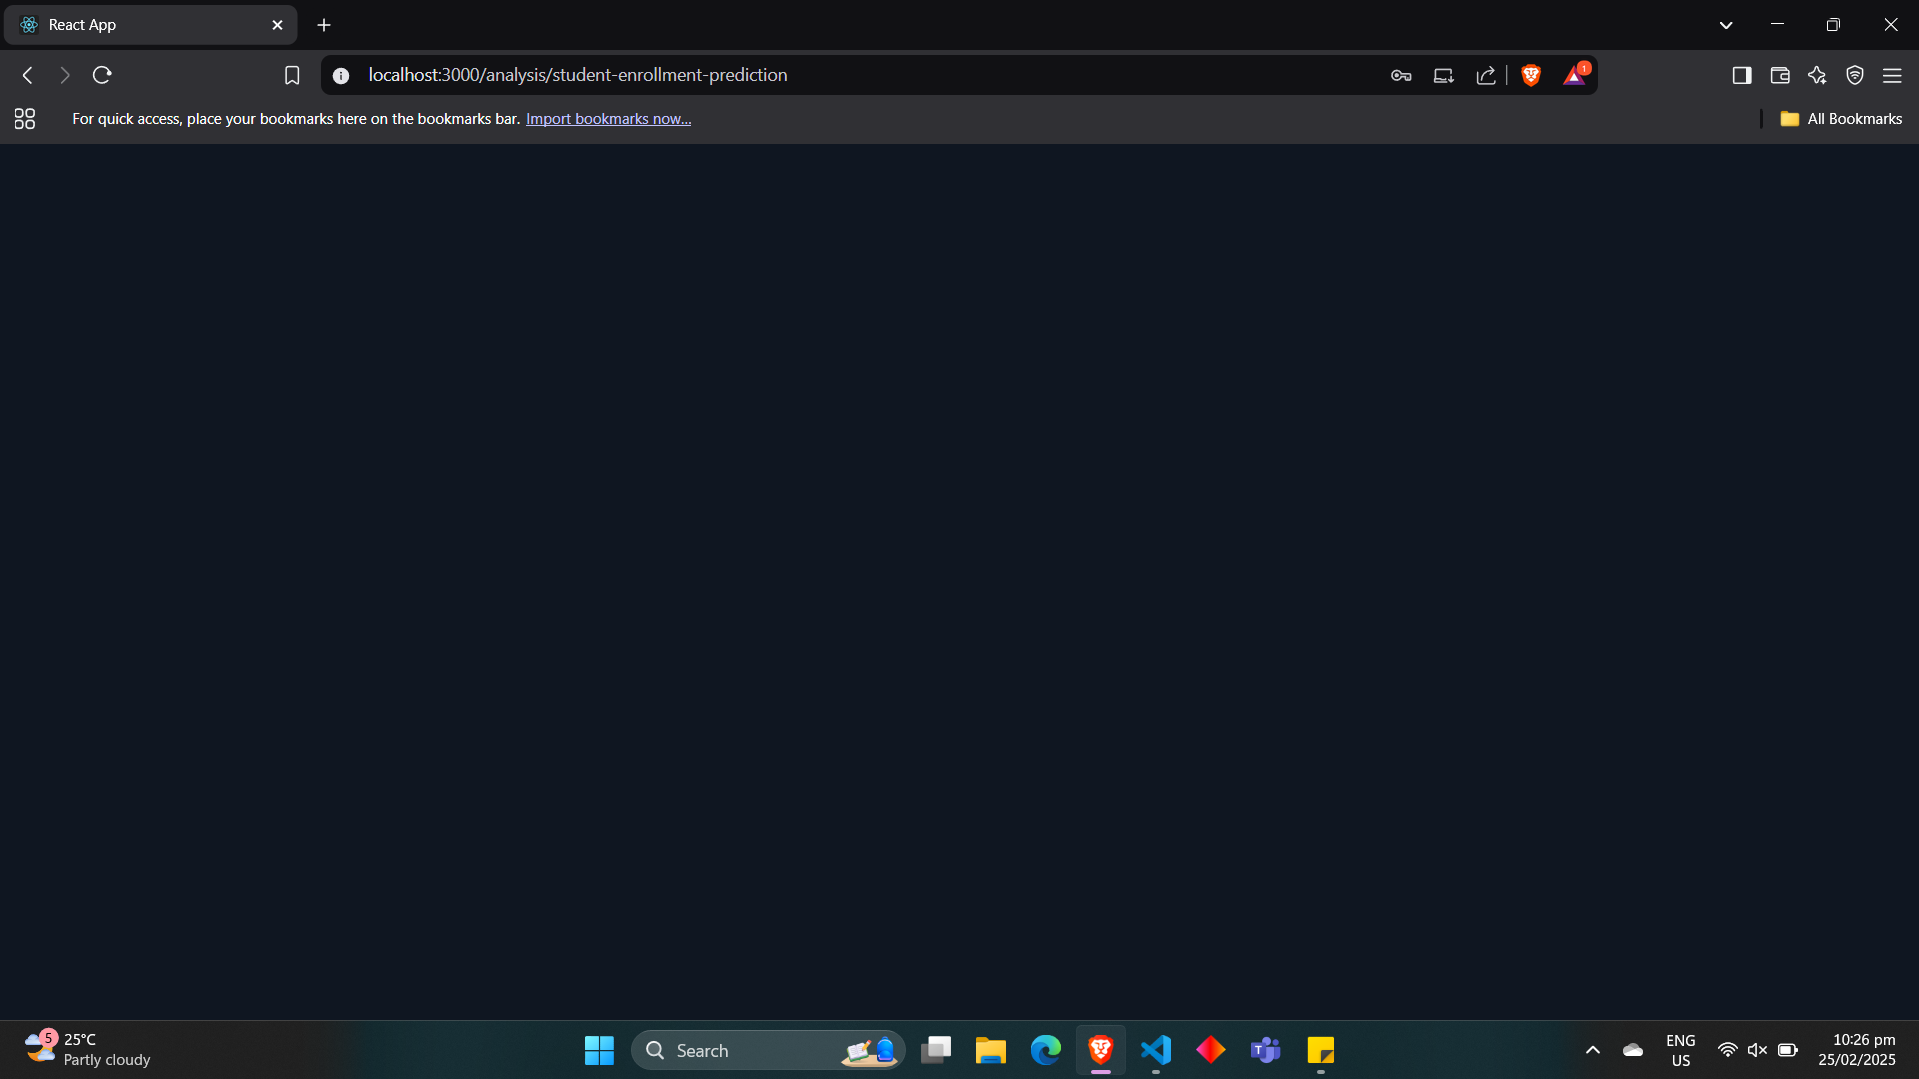 React App
localhost:3000/analysis/student-enrollment-prediction
1
For quick access, place your bookmarks here on the bookmarks bar. Import bookmarks now...
All Bookmarks
5
25°C
Partly cloudy
Search
T
ENG
US
10:26 pm
25/02/2025